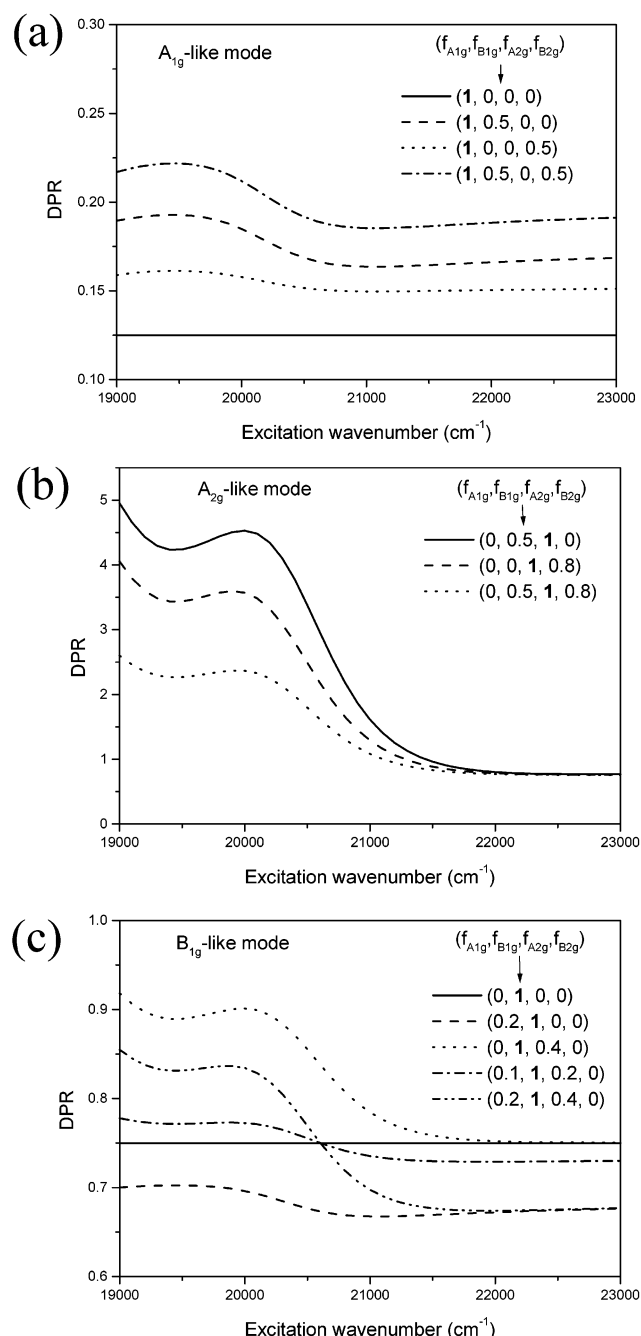 (a)
0.30
A1g-like mode
(fA1g,fB1g,fA2g,fB2g)
(1, 0, 0, 0)
0.25
(1, 0.5, 0, 0)
(1, 0, 0, 0.5)
(1, 0.5, 0, 0.5)
DPR
0.20
0.15
0.10
19000 20000 21000 22000 23000
Excitation wavenumber (cm-1)
(b)
A2g-like mode
(fA1g,fB1g,fA2g,fB2g)
5
(0, 0.5, 1, 0)
(0, 0, 1, 0.8)
4
(0, 0.5, 1, 0.8)
3
DPR
2
1
0
19000 20000 21000 22000 23000
Excitation wavenumber (cm-1)
(c)
1.0
B1g-like mode
(fA1g,fB1g,fA2g,fB2g)
(0, 1, 0, 0)
0.9
(0.2, 1, 0, 0)
(0, 1, 0.4, 0)
(0.1, 1, 0.2, 0)
(0.2, 1, 0.4, 0)
DPR
0.8
0.7
0.6
19000 20000 21000 22000 23000
Excitation wavenumber (cm-1)